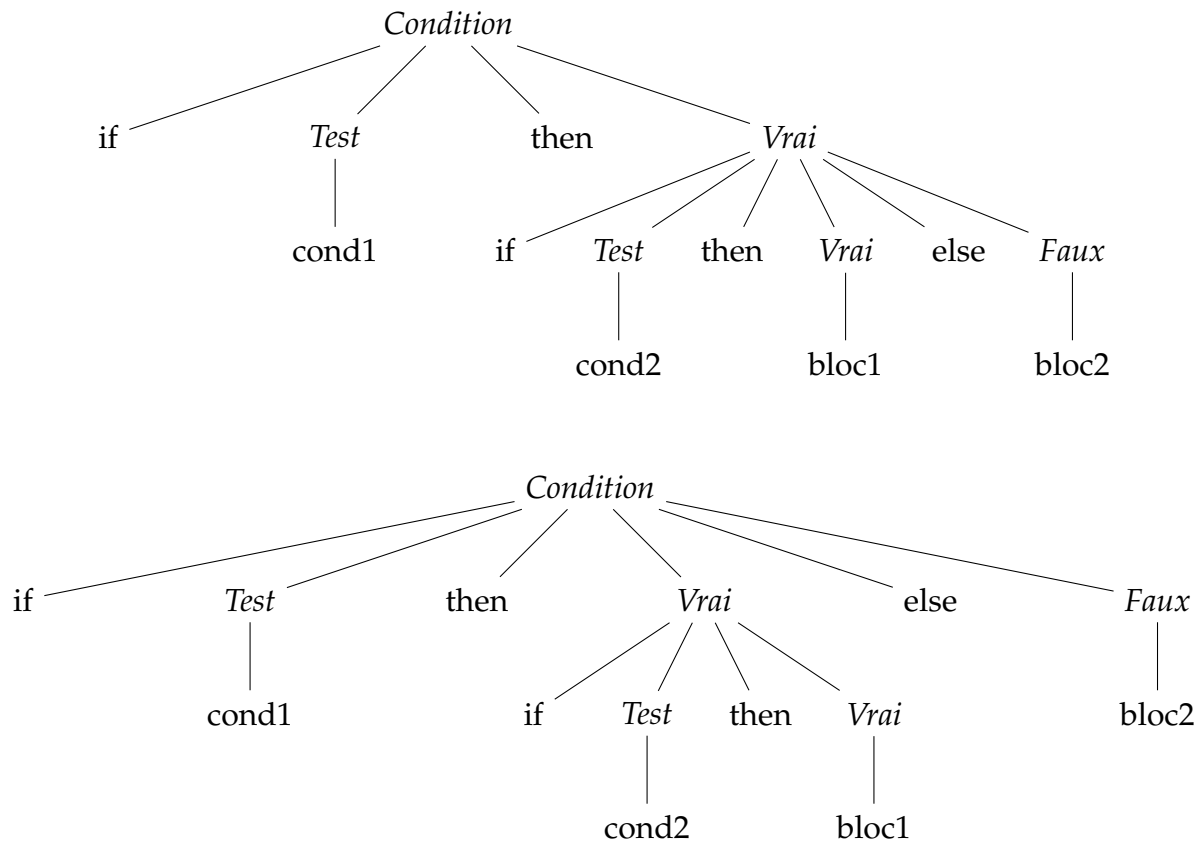 Condition
if Test then Vrai
cond1 if Test then Vrai else Faux
cond2 bloc1 bloc2
Condition
if Test then Vrai else Faux
cond1 if Test then Vrai bloc2
cond2 bloc1